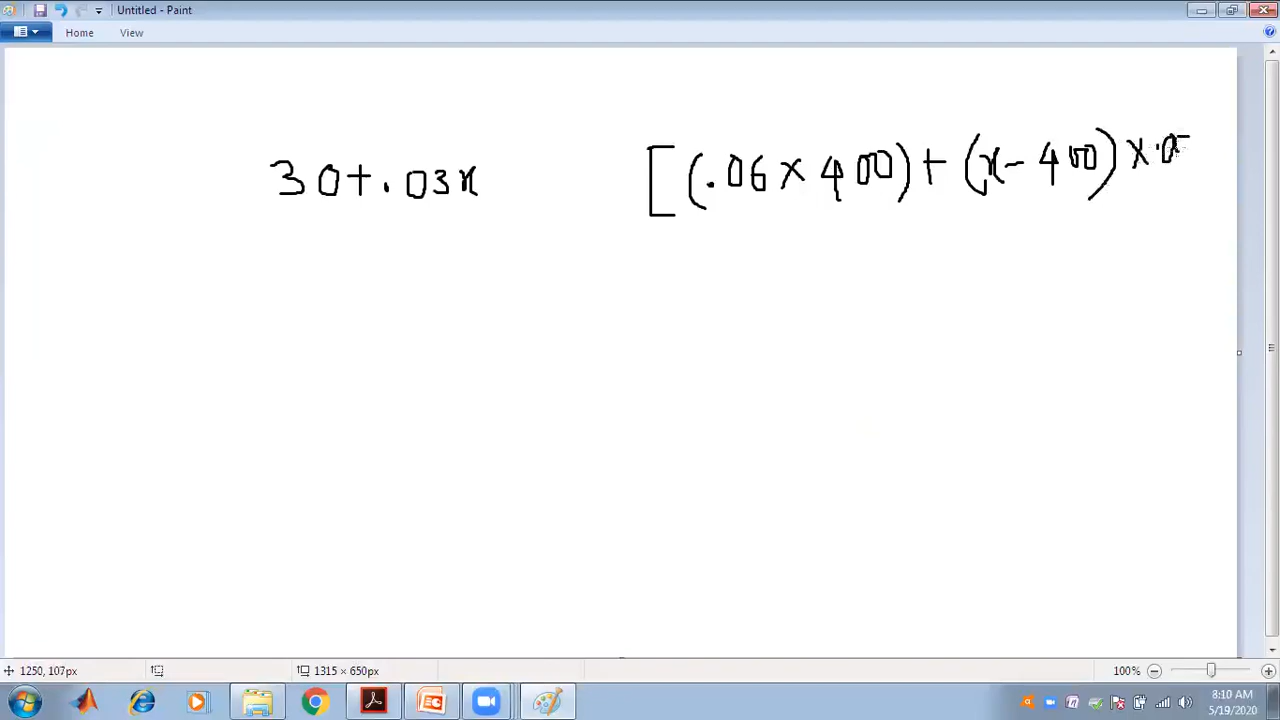 Untitled - Paint
Home View
30+.03x [(.06×400)+(x-400)×.0
1250, 107px 1315 × 650px 100%
8:10 AM
5/19/2020